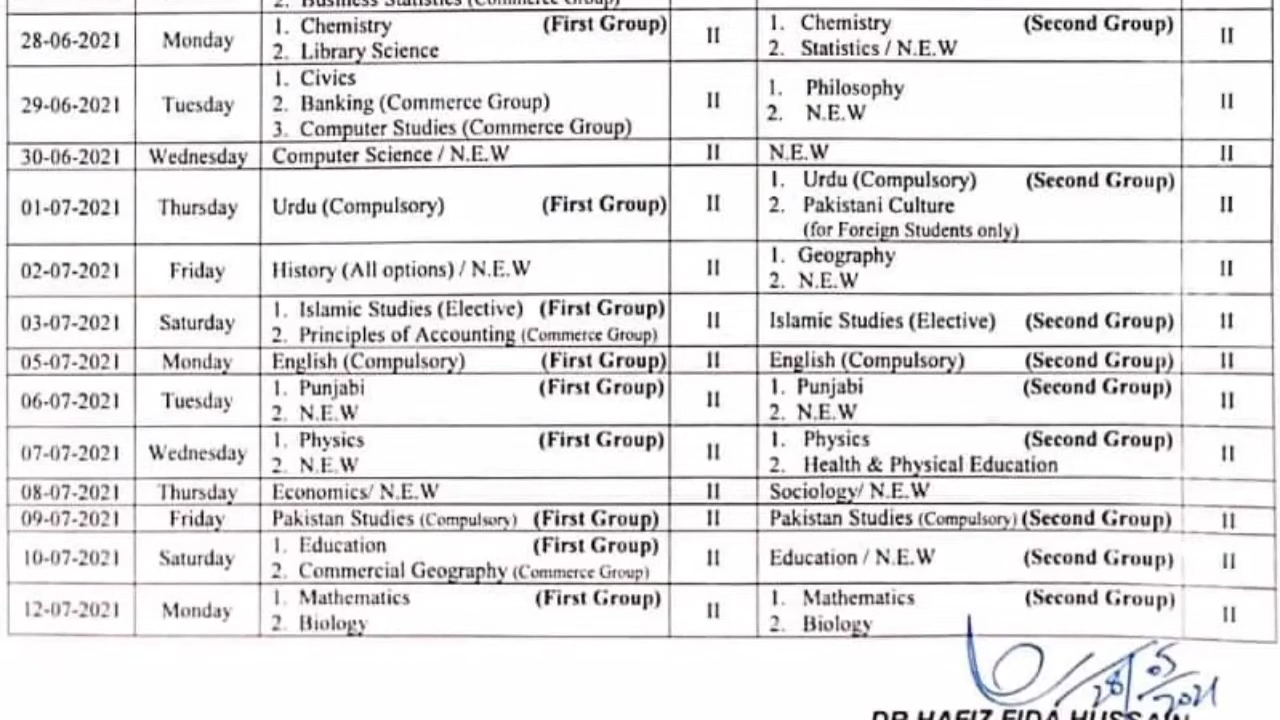 2. Business Statistics (Commerce Group)
28-06-2021 Monday 1. Chemistry (First Group) II 1. Chemistry (Second Group) II
2. Library Science 2. Statistics / N.E.W
29-06-2021 Tuesday 1. Civics II 1. Philosophy II
2. Banking (Commerce Group) 2. N.E.W
3. Computer Studies (Commerce Group)
30-06-2021 Wednesday Computer Science / N.E.W II N.E.W II
01-07-2021 Thursday Urdu (Compulsory) (First Group) II 1. Urdu (Compulsory) (Second Group) II
2. Pakistani Culture
(for Foreign Students only)
02-07-2021 Friday History (All options) / N.E.W II 1. Geography II
2. N.E.W
03-07-2021 Saturday 1. Islamic Studies (Elective) (First Group) II Islamic Studies (Elective) (Second Group) II
2. Principles of Accounting (Commerce Group)
05-07-2021 Monday English (Compulsory) (First Group) II English (Compulsory) (Second Group) II
06-07-2021 Tuesday 1. Punjabi (First Group) II 1. Punjabi (Second Group) II
2. N.E.W 2. N.E.W
07-07-2021 Wednesday 1. Physics (First Group) II 1. Physics (Second Group) II
2. N.E.W 2. Health & Physical Education
08-07-2021 Thursday Economics/ N.E.W II Sociology/ N.E.W
09-07-2021 Friday Pakistan Studies (Compulsory) (First Group) II Pakistan Studies (Compulsory) (Second Group) II
10-07-2021 Saturday 1. Education (First Group) II Education / N.E.W (Second Group) II
2. Commercial Geography (Commerce Group)
12-07-2021 Monday 1. Mathematics (First Group) II 1. Mathematics (Second Group) II
2. Biology 2. Biology
28/05/2021
DR HAFIZ FIDA HUSSAIN